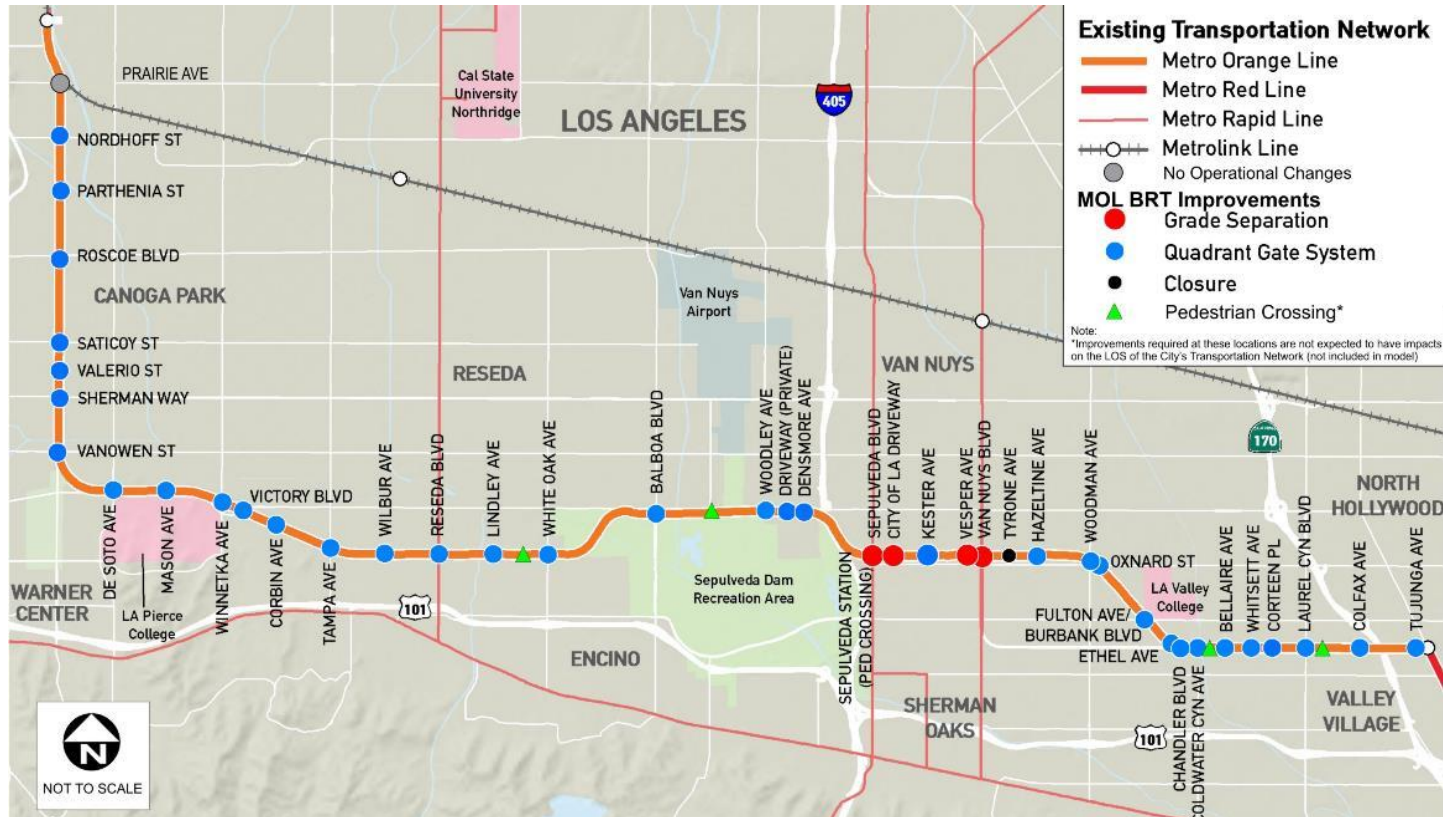 PRAIRIE AVE
Cal State
University
Northridge
LOS ANGELES
405
Existing Transportation Network
Metro Orange Line
Metro Red Line
Metro Rapid Line
Metrolink Line
No Operational Changes
MOL BRT Improvements
Grade Separation
Quadrant Gate System
Closure
Pedestrian Crossing*
Note:
*Improvements required at these locations are not expected to have impacts
on the LOS of the City's Transportation Network (not included in model)
NORDHOFF ST
PARTHENIA ST
ROSCOE BLVD
CANOGA PARK
SATICOY ST
VALERIO ST
SHERMAN WAY
VANOWEN ST
Van Nuys
Airport
RESEDA
VAN NUYS
170
NORTH
HOLLYWOOD
DE SOTO AVE
MASON AVE
WINNETKA AVE
VICTORY BLVD
CORBIN AVE
TAMPA AVE
WILBUR AVE
RESEDA BLVD
LINDLEY AVE
WHITE OAK AVE
BALBOA BLVD
WOODLEY AVE
DRIVEWAY (PRIVATE)
DENSMORE AVE
SEPULVEDA STATION
(PED CROSSING)
SEPULVEDA BLVD
CITY OF LA DRIVEWAY
KESTER AVE
VESPER AVE
VAN NUYS BLVD
TYRONE AVE
HAZELTINE AVE
WOODMAN AVE
OXNARD ST
LA Valley
College
FULTON AVE/
BURBANK BLVD
ETHEL AVE
CHANDLER BLVD
COLDWATER CYN AVE
BELLAIRE AVE
WHITSETT AVE
CORTEEN PL
LAUREL CYN BLVD
COLFAX AVE
TUJUNGA AVE
WARNER
CENTER
LA Pierce
College
101
Sepulveda Dam
Recreation Area
ENCINO
SHERMAN
OAKS
101
VALLEY
VILLAGE
N
NOT TO SCALE